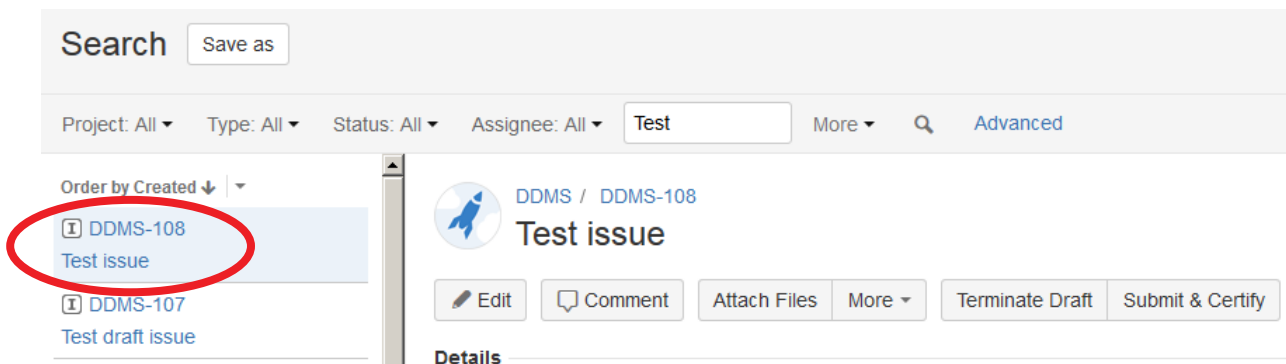 Search Save as
Project: All Type: All Status: All Assignee: All Test More Advanced
Order by Created
I DDMS-108
Test issue
I DDMS-107
Test draft issue
DDMS / DDMS-108
Test issue
Edit Comment Attach Files More Terminate Draft Submit & Certify
Details